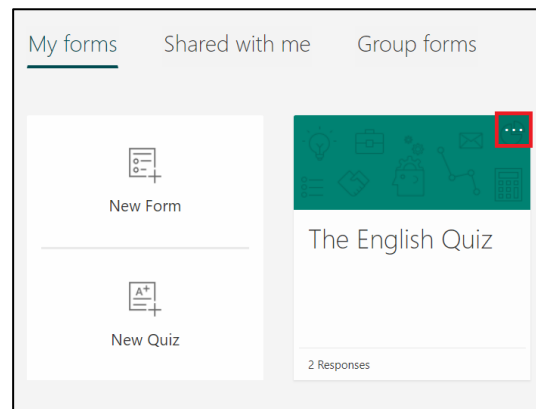 My forms Shared with me Group forms
New Form
The English Quiz
A+
New Quiz
2 Responses